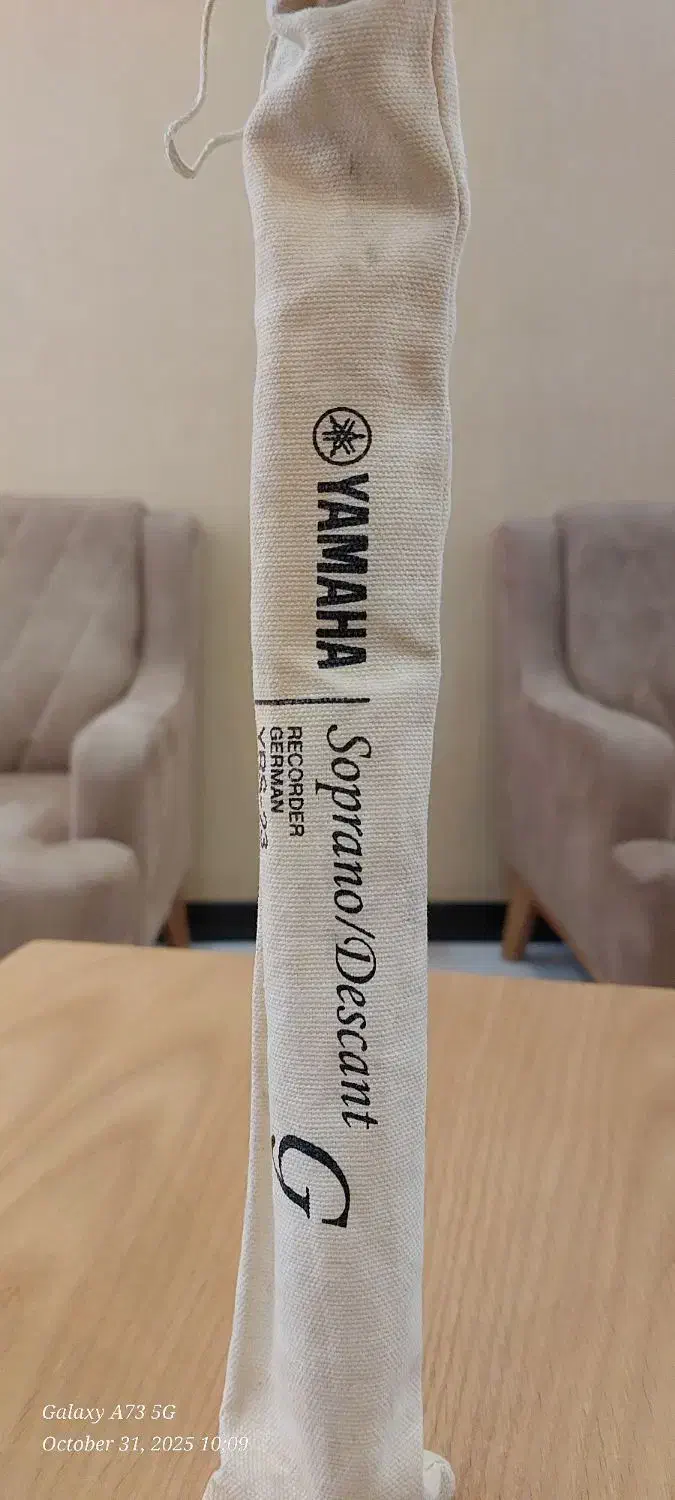 YAMAHA
Soprano/Descant
RECORDER
GERMAN
YRS-23
G
Galaxy A73 5G
October 31, 2025 10:09